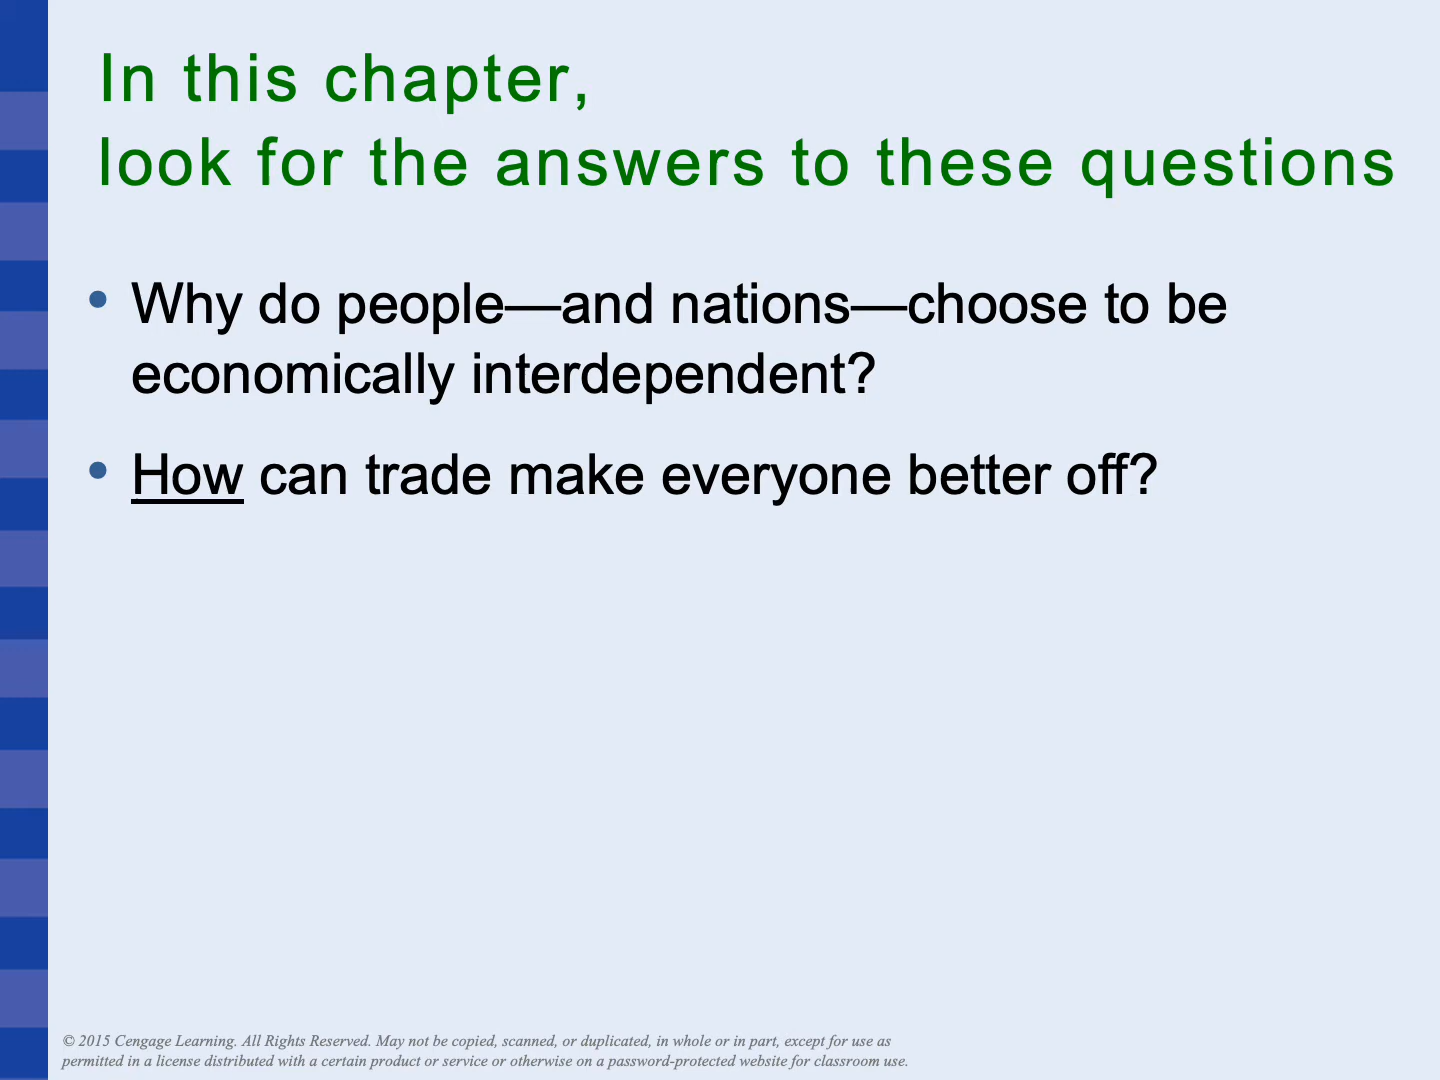 In this chapter,
look for the answers to these questions
• Why do people—and nations—choose to be
economically interdependent?
• How can trade make everyone better off?
© 2015 Cengage Learning. All Rights Reserved. May not be copied, scanned, or duplicated, in whole or in part, except for use as
permitted in a license distributed with a certain product or service or otherwise on a password-protected website for classroom use.